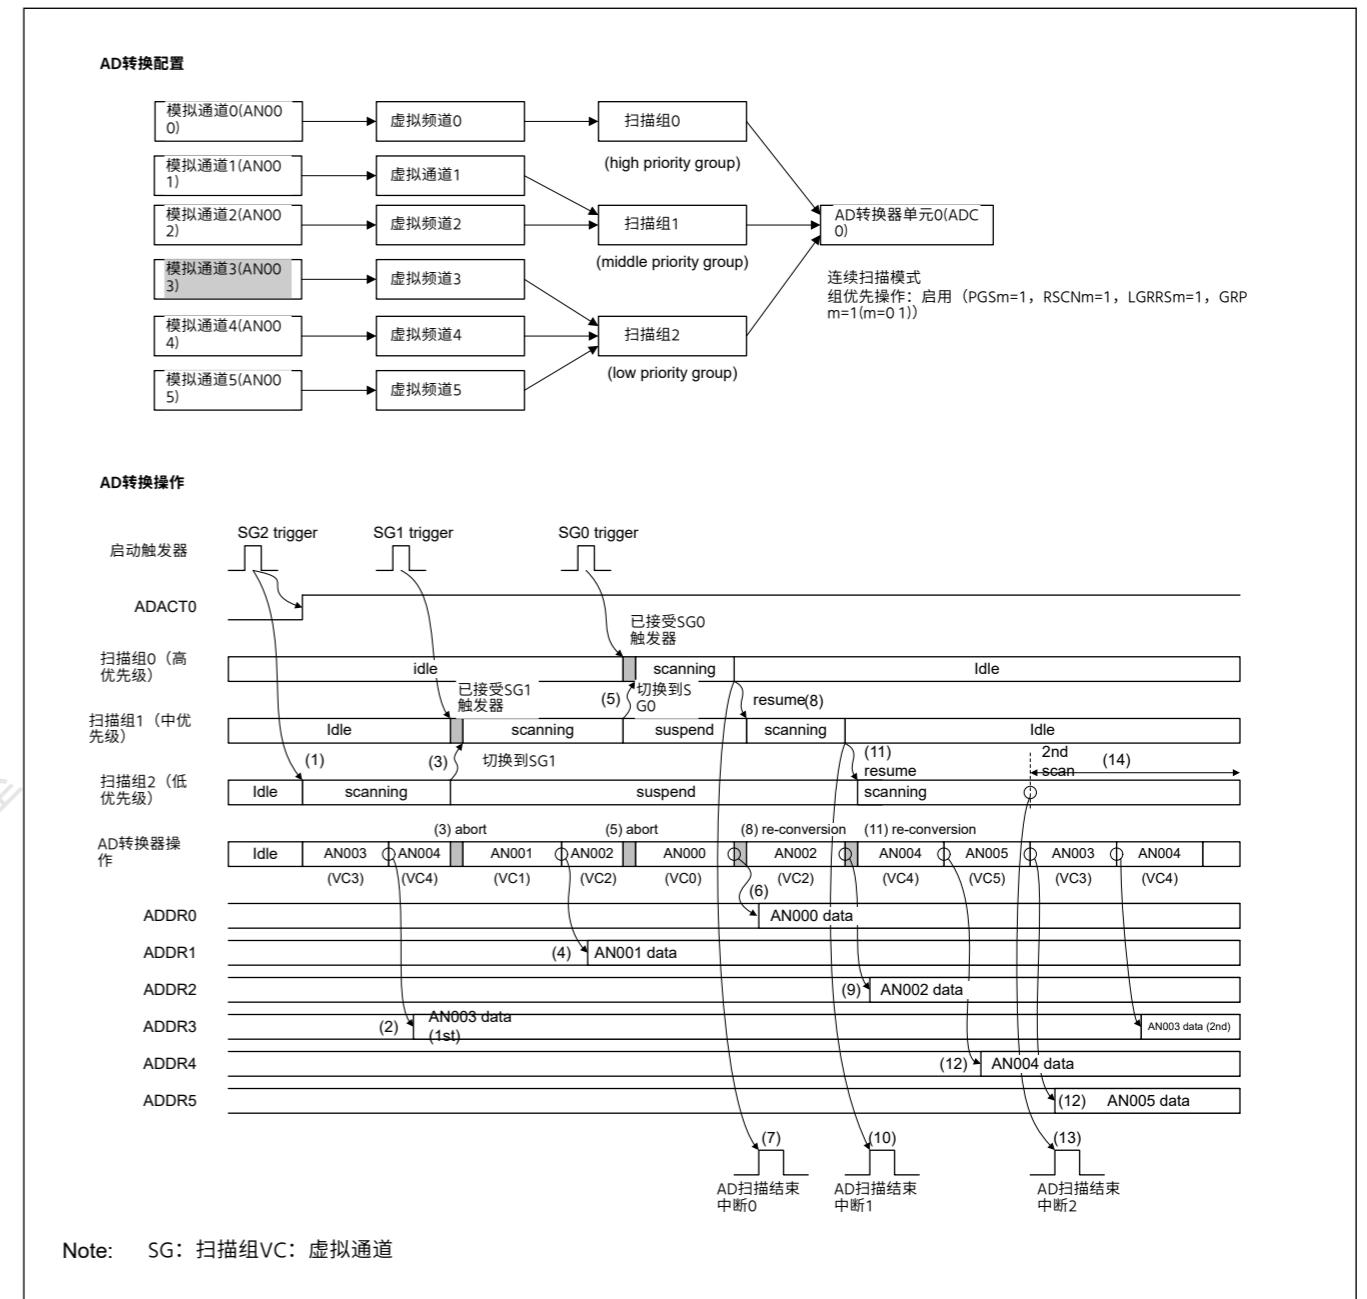 AD转换配置
模拟通道0(AN00
0)
虚拟频道0
扫描组0
(high priority group)
模拟通道1(AN00
1)
虚拟通道1
模拟通道2(AN00
2)
虚拟频道2
扫描组1
(middle priority group)
AD转换器单元0(ADC
0)
模拟通道3(AN00
3)
虚拟频道3
连续扫描模式
组优先操作：启用（PGSm=1，RSCNm=1，LGRRSm=1，GRP
m=1(m=0 1)）
模拟通道4(AN00
4)
虚拟频道4
扫描组2
(low priority group)
模拟通道5(AN00
5)
虚拟频道5
AD转换操作
SG2 trigger
SG1 trigger
SG0 trigger
启动触发器
ADACT0
已接受SG0
触发器
扫描组0（高
优先级）
idle
scanning
Idle
已接受SG1
触发器
(5)
切换到S
G0
resume(8)
扫描组1（中优
先级）
Idle
scanning
suspend
scanning
Idle
(1)
(3)
切换到SG1
(11)
resume
2nd
scan
(14)
扫描组2（低
优先级）
Idle
scanning
suspend
scanning
(3) abort
(5) abort
(8) re-conversion
(11) re-conversion
AD转换器操
作
Idle
AN003
AN004
AN001
AN002
AN000
AN002
AN004
AN005
AN003
AN004
(VC3)
(VC4)
(VC1)
(VC2)
(VC0)
(VC2)
(VC4)
(VC5)
(VC3)
(VC4)
(6)
ADDR0
AN000 data
ADDR1
(4)
AN001 data
ADDR2
(9)
AN002 data
ADDR3
(2)
AN003 data
(1st)
AN003 data (2nd)
ADDR4
(12)
AN004 data
ADDR5
(12)
AN005 data
(7)
(10)
(13)
AD扫描结束
中断0
AD扫描结束
中断1
AD扫描结束
中断2
Note: SG：扫描组VC：虚拟通道